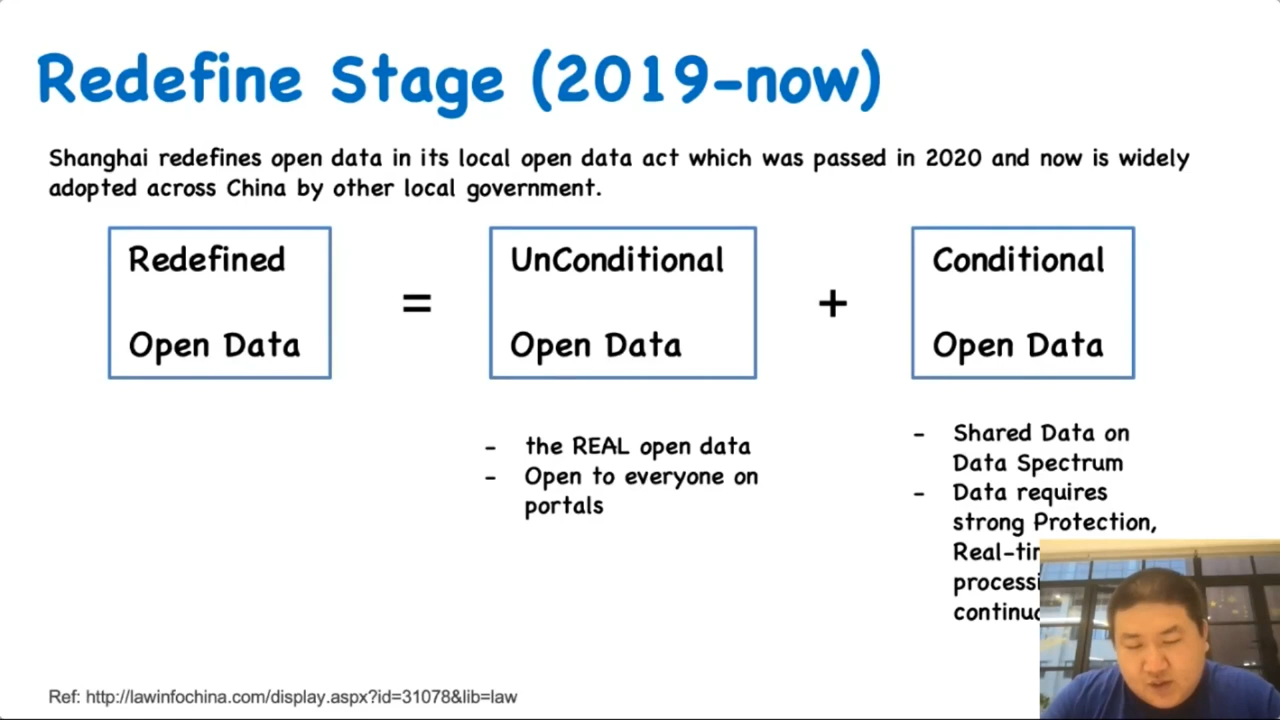 Redefine Stage (2019-now)
Shanghai redefines open data in its local open data act which was passed in 2020 and now is widely
adopted across China by other local government.
Redefined
Open Data
=
UnConditional
Open Data
+
Conditional
Open Data
- the REAL open data
- Open to everyone on
portals
- Shared Data on
Data Spectrum
- Data requires
strong Protection,
Ref: http://lawinfochina.com/display.aspx?id=31078&lib=law